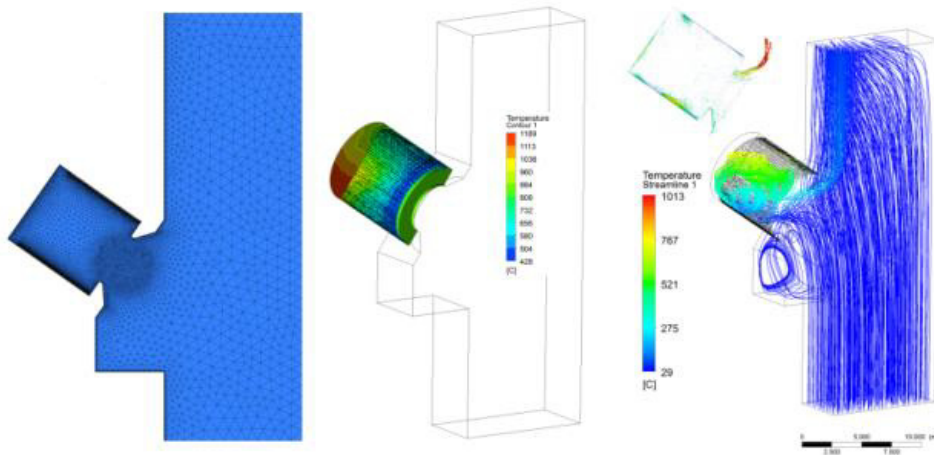 Temperature
Contour 1
1189
1113
1036
960
884
808
732
656
580
504
428
[C]
Temperature
Streamline 1
1013
767
521
275
29
[C]
0 5.000 10.000
2.500 7.500